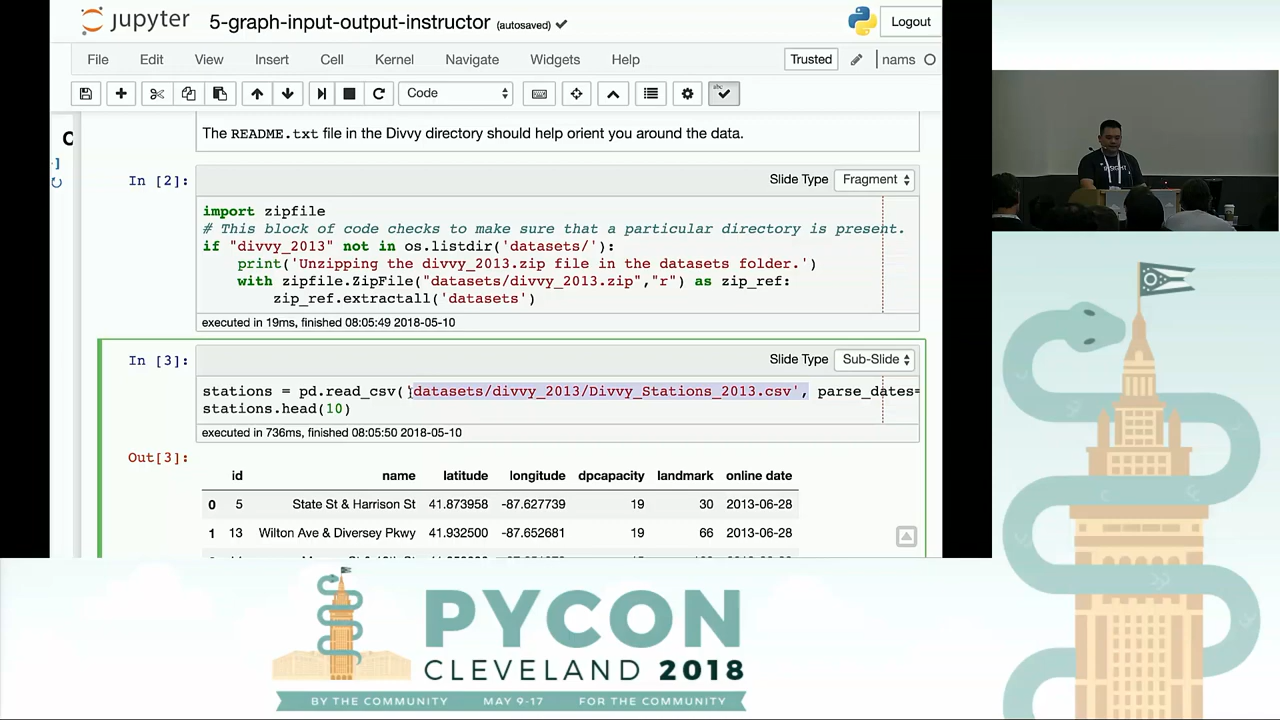 jupyter 5-graph-input-output-instructor (autosaved)
Logout
File Edit View Insert Cell Kernel Navigate Widgets Help
Trusted
nams
Code
The README.txt file in the Divvy directory should help orient you around the data.
In [2]:
Slide Type Fragment
import zipfile
# This block of code checks to make sure that a particular directory is present.
if "divvy_2013" not in os.listdir('datasets/'):
print('Unzipping the divvy_2013.zip file in the datasets folder.')
with zipfile.ZipFile("datasets/divvy_2013.zip","r") as zip_ref:
zip_ref.extractall('datasets')
executed in 19ms, finished 08:05:49 2018-05-10
In [3]:
Slide Type Sub-Slide
stations = pd.read_csv('datasets/divvy_2013/Divvy_Stations_2013.csv', parse_dates=
stations.head(10)
executed in 736ms, finished 08:05:50 2018-05-10
Out[3]:
id name latitude longitude dpcapacity landmark online date
0 5 State St & Harrison St 41.873958 -87.627739 19 30 2013-06-28
1 13 Wilton Ave & Diversey Pkwy 41.932500 -87.652681 19 66 2013-06-28
INSIGHT
PYCON
CLEVELAND 2018
BY THE COMMUNITY MAY 9-17 FOR THE COMMUNITY